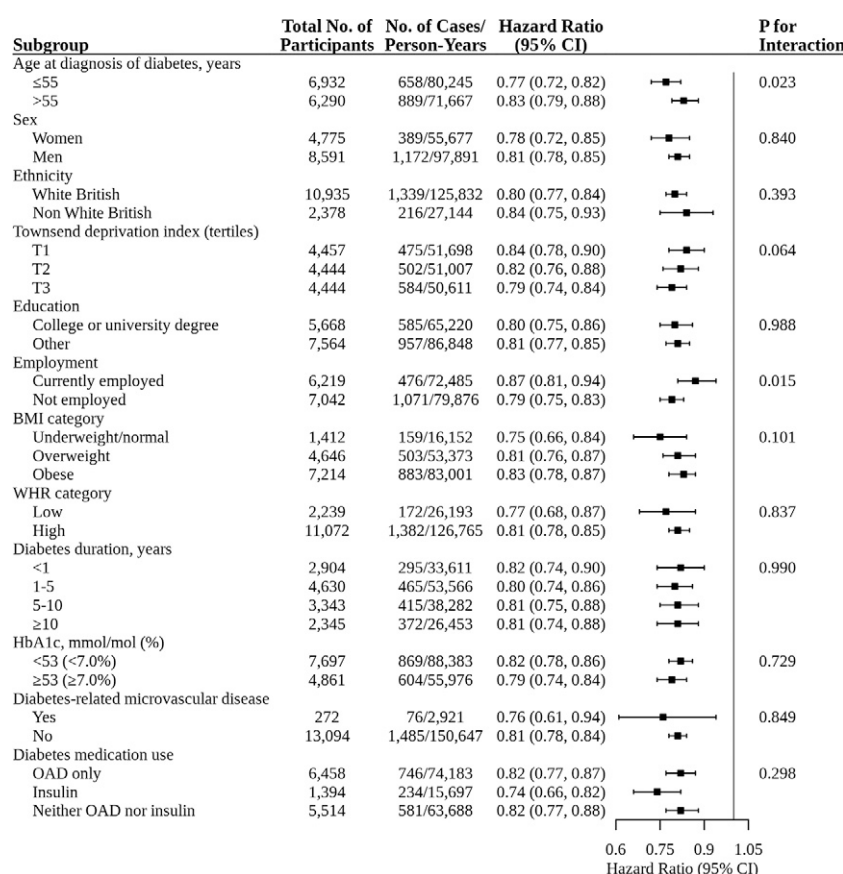 Total No. of No. of Cases/ Hazard Ratio P for
Subgroup Participants Person-Years (95% CI) Interaction
Age at diagnosis of diabetes, years
≤55 6,932 658/80,245 0.77 (0.72, 0.82) 0.023
>55 6,290 889/71,667 0.83 (0.79, 0.88)
Sex
Women 4,775 389/55,677 0.78 (0.72, 0.85) 0.840
Men 8,591 1,172/97,891 0.81 (0.78, 0.85)
Ethnicity
White British 10,935 1,339/125,832 0.80 (0.77, 0.84) 0.393
Non White British 2,378 216/27,144 0.84 (0.75, 0.93)
Townsend deprivation index (tertiles)
T1 4,457 475/51,698 0.84 (0.78, 0.90) 0.064
T2 4,444 502/51,007 0.82 (0.76, 0.88)
T3 4,444 584/50,611 0.79 (0.74, 0.84)
Education
College or university degree 5,668 585/65,220 0.80 (0.75, 0.86) 0.988
Other 7,564 957/86,848 0.81 (0.77, 0.85)
Employment
Currently employed 6,219 476/72,485 0.87 (0.81, 0.94) 0.015
Not employed 7,042 1,071/79,876 0.79 (0.75, 0.83)
BMI category
Underweight/normal 1,412 159/16,152 0.75 (0.66, 0.84) 0.101
Overweight 4,646 503/53,373 0.81 (0.76, 0.87)
Obese 7,214 883/83,001 0.83 (0.78, 0.87)
WHR category
Low 2,239 172/26,193 0.77 (0.68, 0.87) 0.837
High 11,072 1,382/126,765 0.81 (0.78, 0.85)
Diabetes duration, years
<1 2,904 295/33,611 0.82 (0.74, 0.90) 0.990
1-5 4,630 465/53,566 0.80 (0.74, 0.86)
5-10 3,343 415/38,282 0.81 (0.75, 0.88)
≥10 2,345 372/26,453 0.81 (0.74, 0.88)
HbA1c, mmol/mol (%)
<53 (<7.0%) 7,697 869/88,383 0.82 (0.78, 0.86) 0.729
≥53 (≥7.0%) 4,861 604/55,976 0.79 (0.74, 0.84)
Diabetes-related microvascular disease
Yes 272 76/2,921 0.76 (0.61, 0.94) 0.849
No 13,094 1,485/150,647 0.81 (0.78, 0.84)
Diabetes medication use
OAD only 6,458 746/74,183 0.82 (0.77, 0.87) 0.298
Insulin 1,394 234/15,697 0.74 (0.66, 0.82)
Neither OAD nor insulin 5,514 581/63,688 0.82 (0.77, 0.88)
0.6 0.75 0.9 1.05
Hazard Ratio (95% CI)